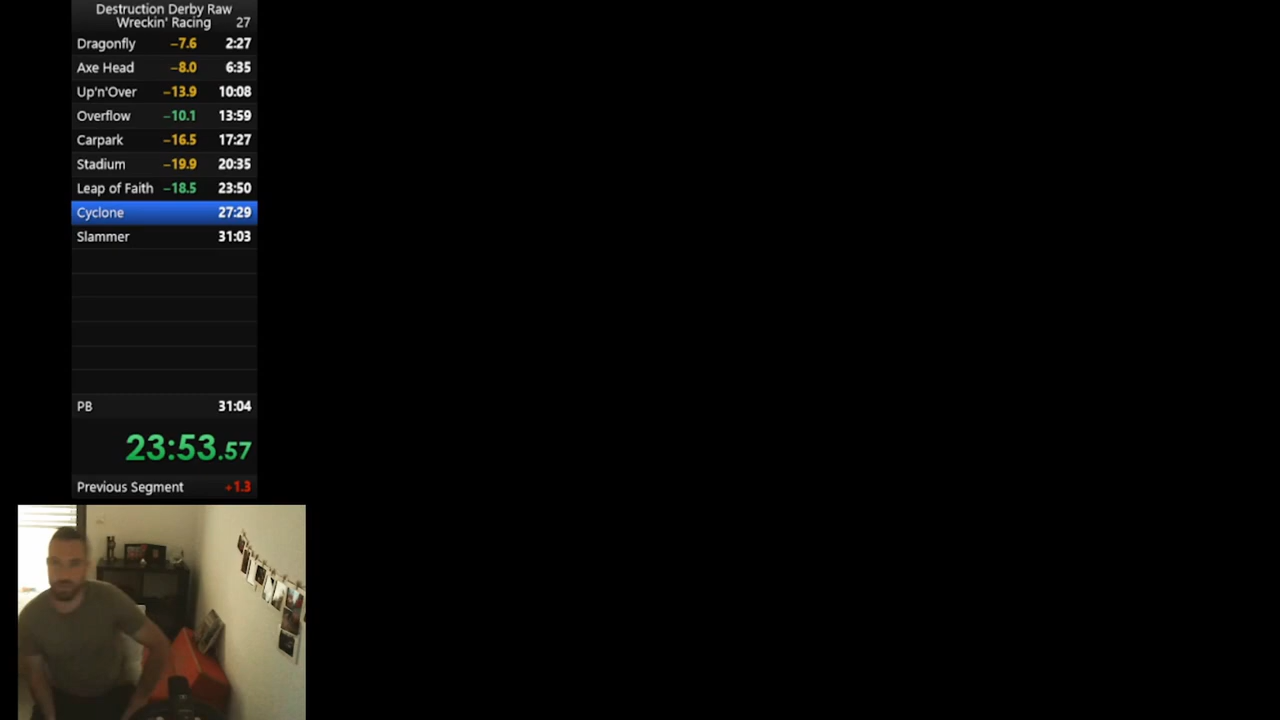 Destruction Derby Raw
Wreckin' Racing 27
Dragonfly −7.6 2:27
Axe Head −8.0 6:35
Up'n'Over −13.9 10:08
Overflow −10.1 13:59
Carpark −16.5 17:27
Stadium −19.9 20:35
Leap of Faith −18.5 23:50
Cyclone 27:29
Slammer 31:03
PB 31:04
23:53.57
Previous Segment +1.3